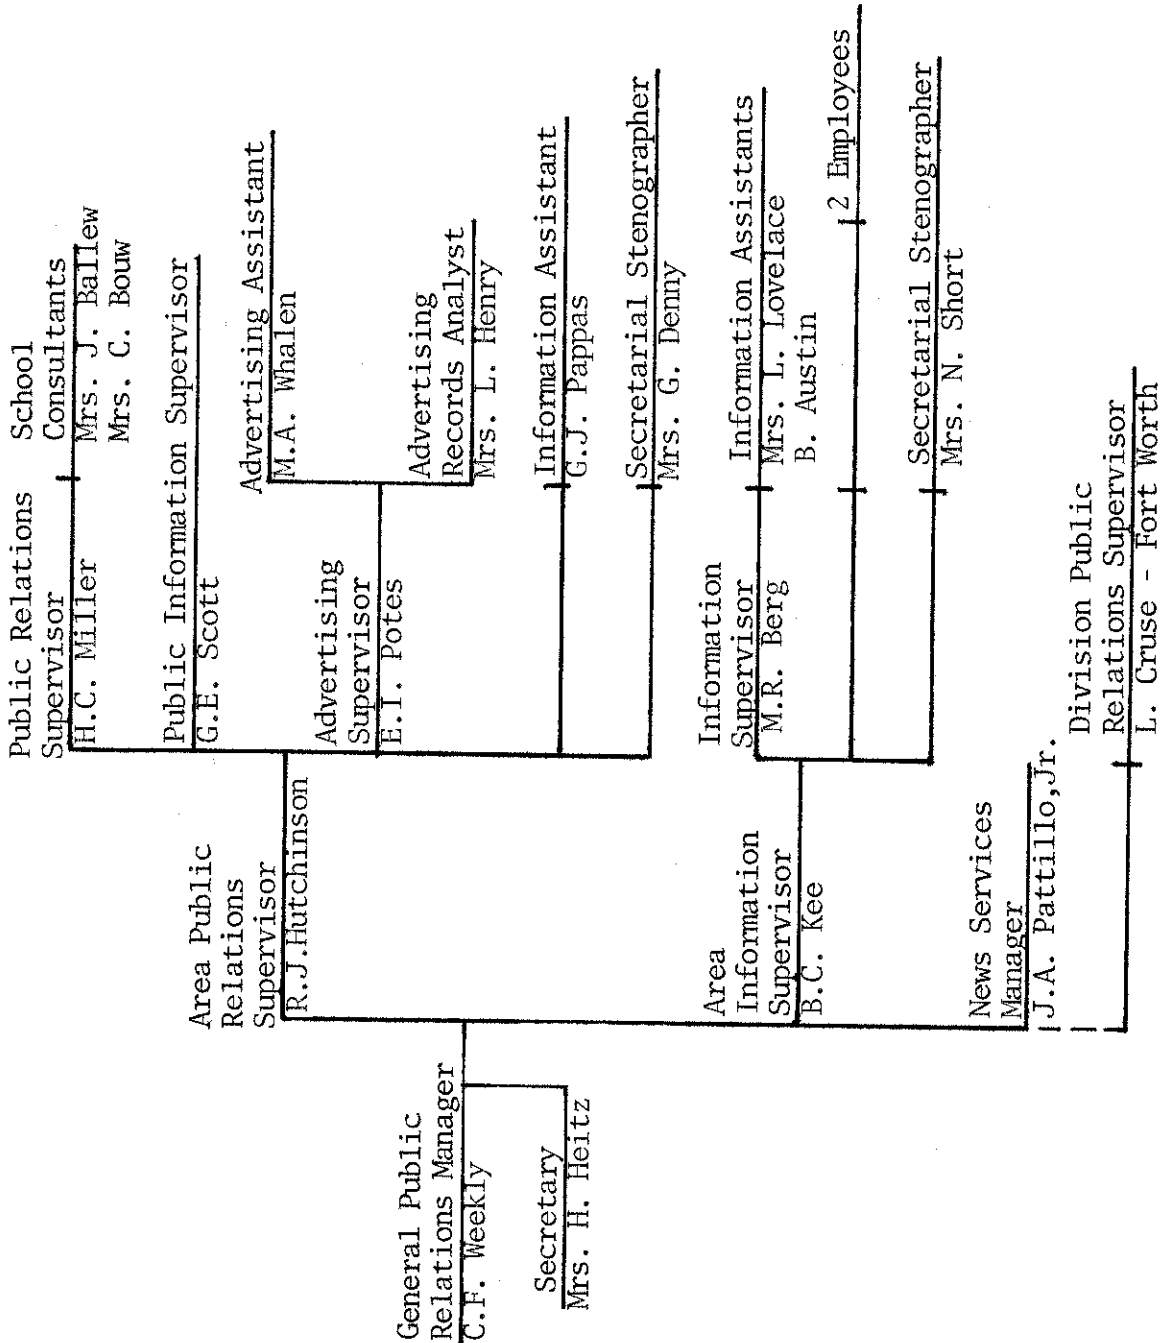 General Public
Relations Manager
C.F. Weekly
Secretary
Mrs. H. Heitz
Area Public
Relations
Supervisor
R.J.Hutchinson
Area
Information
Supervisor
B.C. Kee
News Services
Manager
J.A. Pattillo,Jr.
Public Relations
Supervisor
H.C. Miller
Public Information Supervisor
G.E. Scott
Advertising
Supervisor
E.I. Potes
Information
Supervisor
M.R. Berg
Division Public
Relations Supervisor
L. Cruse - Fort Worth
School
Consultants
Mrs. J. Ballew
Mrs. C. Bouw
Advertising Assistant
M.A. Whalen
Advertising
Records Analyst
Mrs. L. Henry
Information Assistant
G.J. Pappas
Secretarial Stenographer
Mrs. G. Denny
Information Assistants
Mrs. L. Lovelace
B. Austin
2 Employees
Secretarial Stenographer
Mrs. N. Short